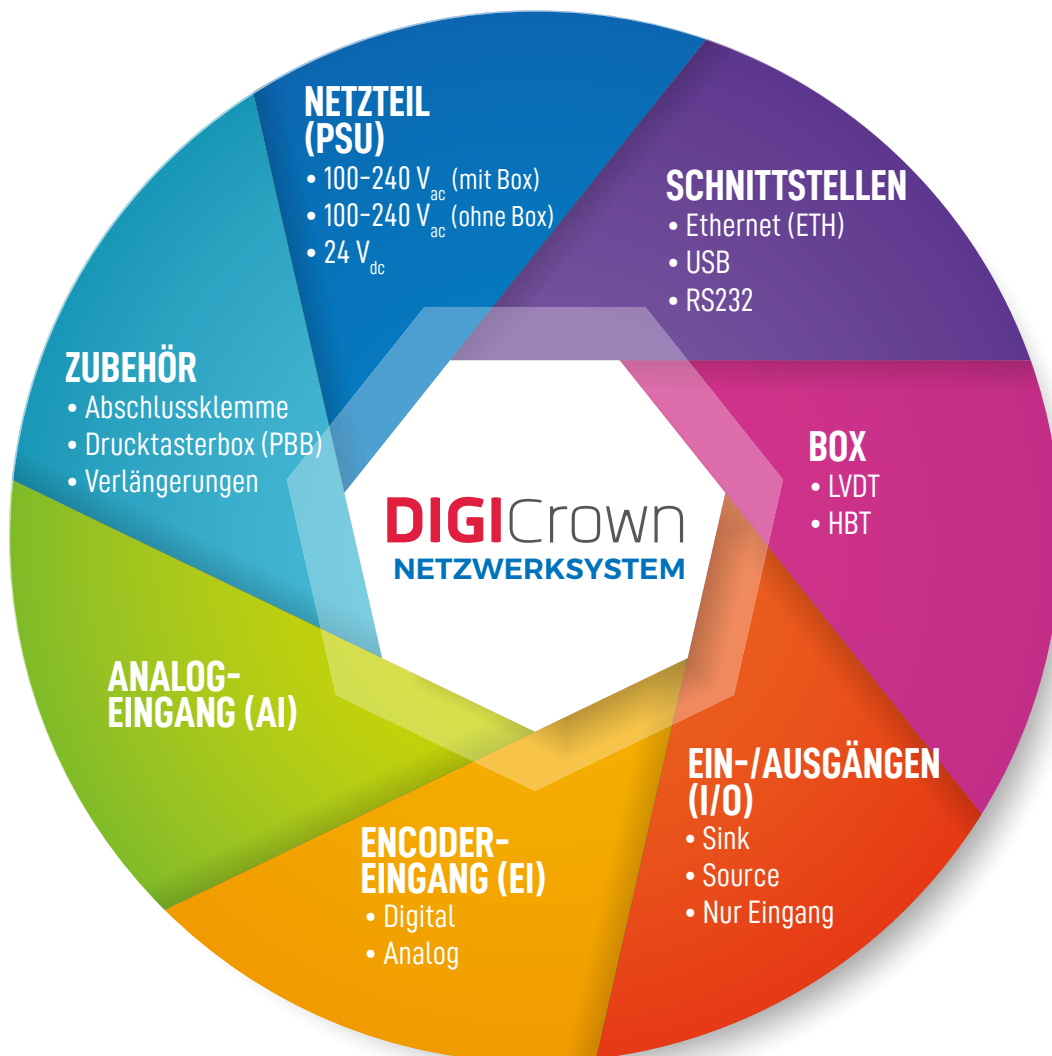 NETZTEIL
(PSU)
• 100-240 Vac (mit Box)
• 100-240 Vac (ohne Box)
• 24 Vdc
SCHNITTSTELLEN
• Ethernet (ETH)
• USB
• RS232
BOX
• LVDT
• HBT
EIN-/AUSGÄNGEN
(I/O)
• Sink
• Source
• Nur Eingang
ENCODER-
EINGANG (EI)
• Digital
• Analog
ANALOG-
EINGANG (AI)
ZUBEHÖR
• Abschlussklemme
• Drucktasterbox (PBB)
• Verlängerungen
DIGICrown
NETZWERKSYSTEM